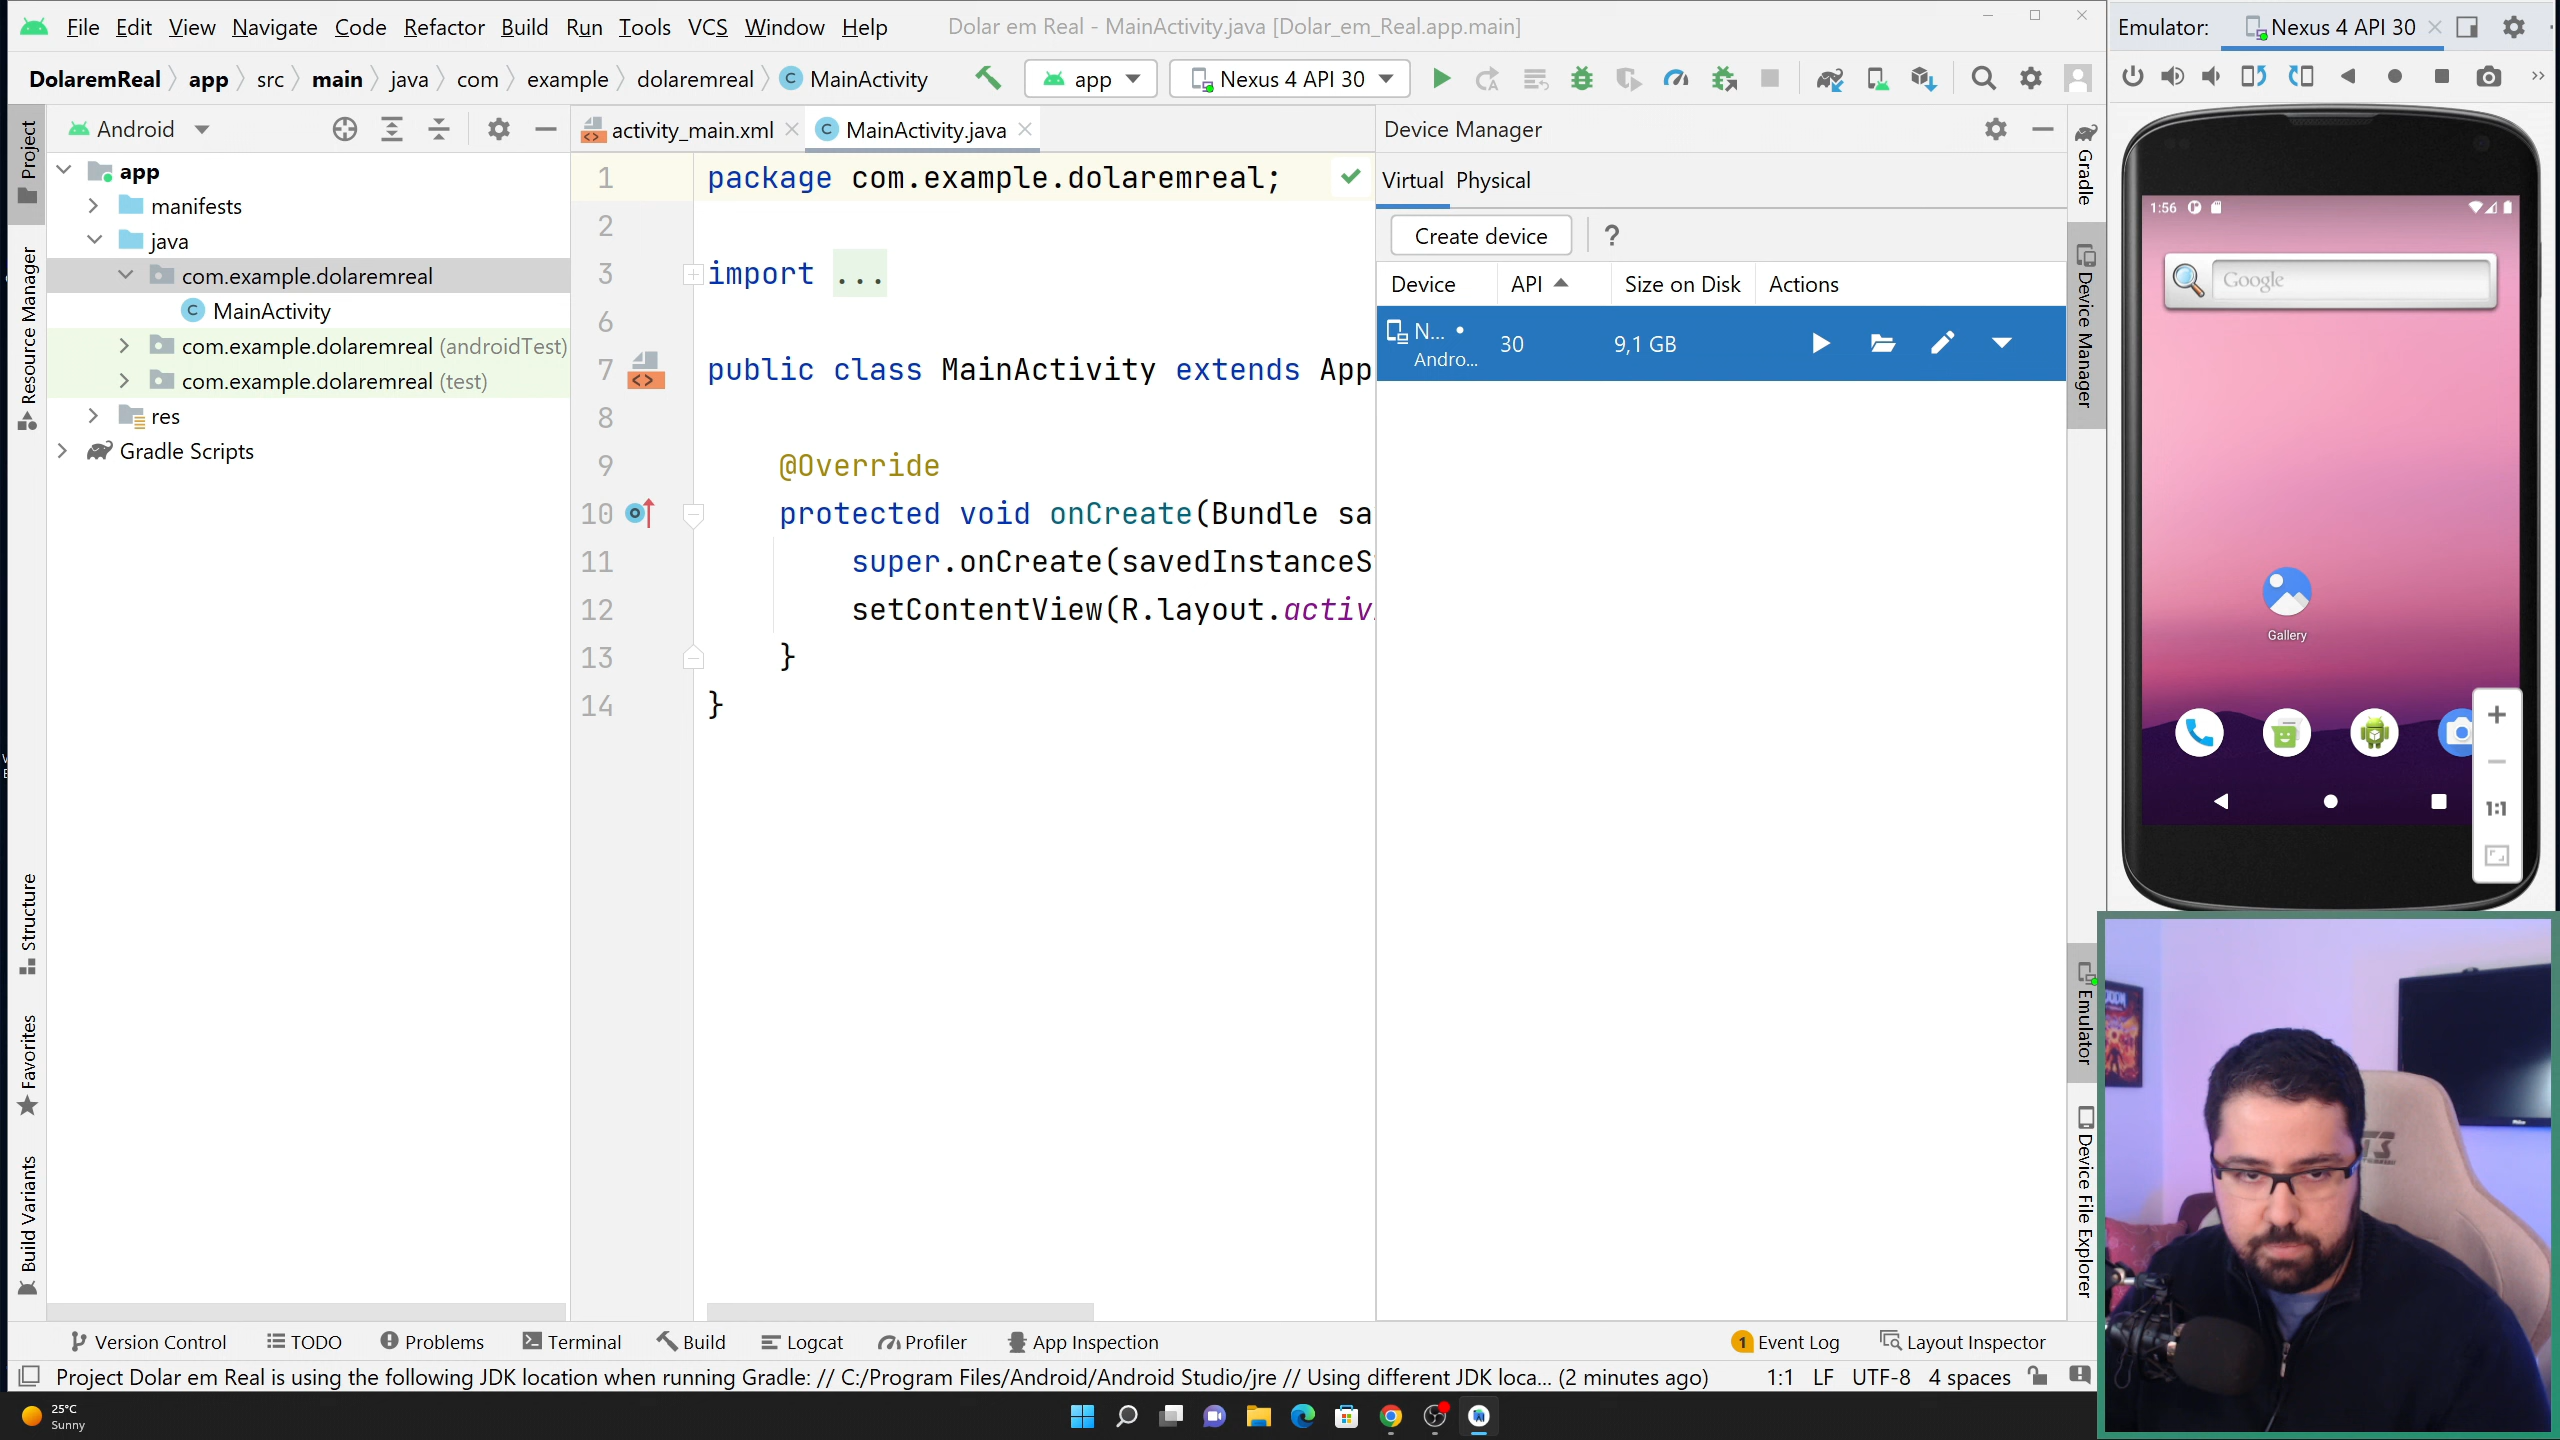 File Edit View Navigate Code Refactor Build Run Tools VCS Window Help Dolar em Real - MainActivity.java [Dolar_em_Real.app.main]
Emulator: Nexus 4 API 30
DolaremReal app src main java com example dolaremreal MainActivity app Nexus 4 API 30
Project
Android
activity_main.xml MainActivity.java
Device Manager
app
manifests
java
com.example.dolaremreal
MainActivity
com.example.dolaremreal (androidTest)
com.example.dolaremreal (test)
res
Gradle Scripts
Resource Manager
Structure
Favorites
Build Variants
1 package com.example.dolaremreal;
2
3 import ...
6
7 public class MainActivity extends App
8
9 @Override
10 protected void onCreate(Bundle sa
11 super.onCreate(savedInstanceS
12 setContentView(R.layout.activ
13 }
14 }
Virtual Physical
Create device ?
Device API Size on Disk Actions
N... 30 9,1 GB
Andro...
Gradle
Device Manager
Emulator
Device File Explorer
1:56
Google
Gallery
1:1
Version Control TODO Problems Terminal Build Logcat Profiler App Inspection 1 Event Log Layout Inspector
Project Dolar em Real is using the following JDK location when running Gradle: // C:/Program Files/Android/Android Studio/jre // Using different JDK loca... (2 minutes ago) 1:1 LF UTF-8 4 spaces
25°C
Sunny